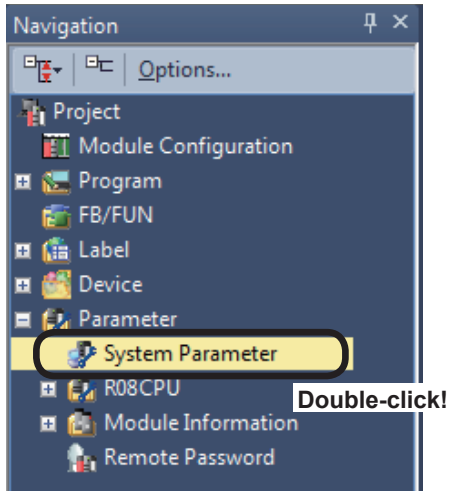 Navigation
Options...
Project
Module Configuration
Program
FB/FUN
Label
Device
Parameter
System Parameter
R08CPU
Double-click!
Module Information
Remote Password